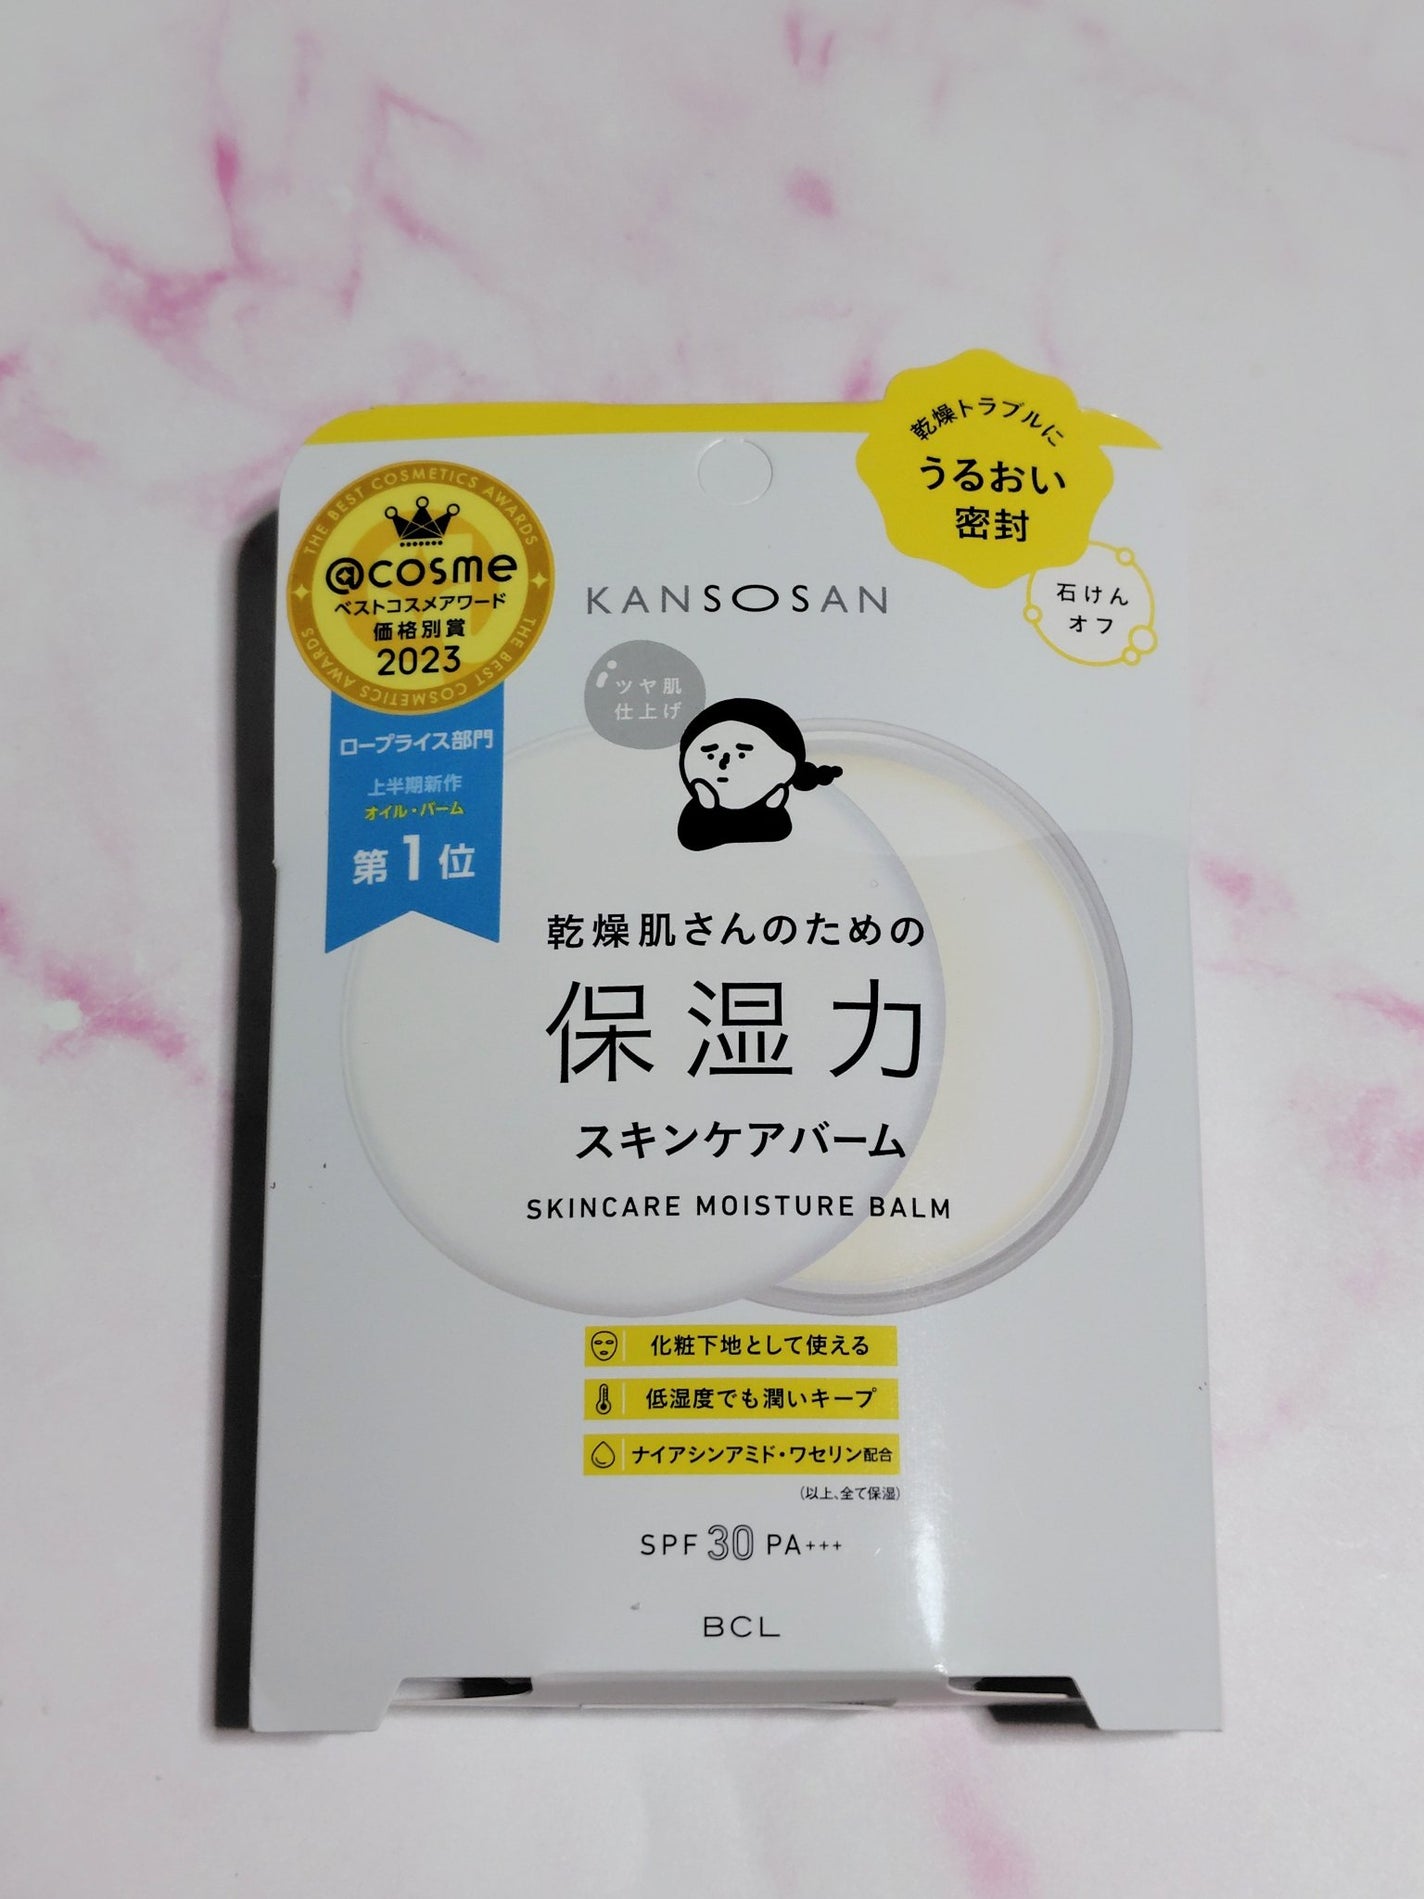 乾燥トラブルに
うるおい
密封
石けん
オフ
THE BEST COSMETICS AWARDS
@cosme
ベストコスメアワード
価格別賞
2023
THE BEST COSMETICS AWARDS
ロープライス部門
上半期新作
オイル・バーム
第1位
KANSOSAN
ツヤ肌
仕上げ
乾燥肌さんのための
保湿力
スキンケアバーム
SKINCARE MOISTURE BALM
化粧下地として使える
低湿度でも潤いキープ
ナイアシンアミド・ワセリン配合
(以上、全て保湿)
SPF 30 PA+++
BCL